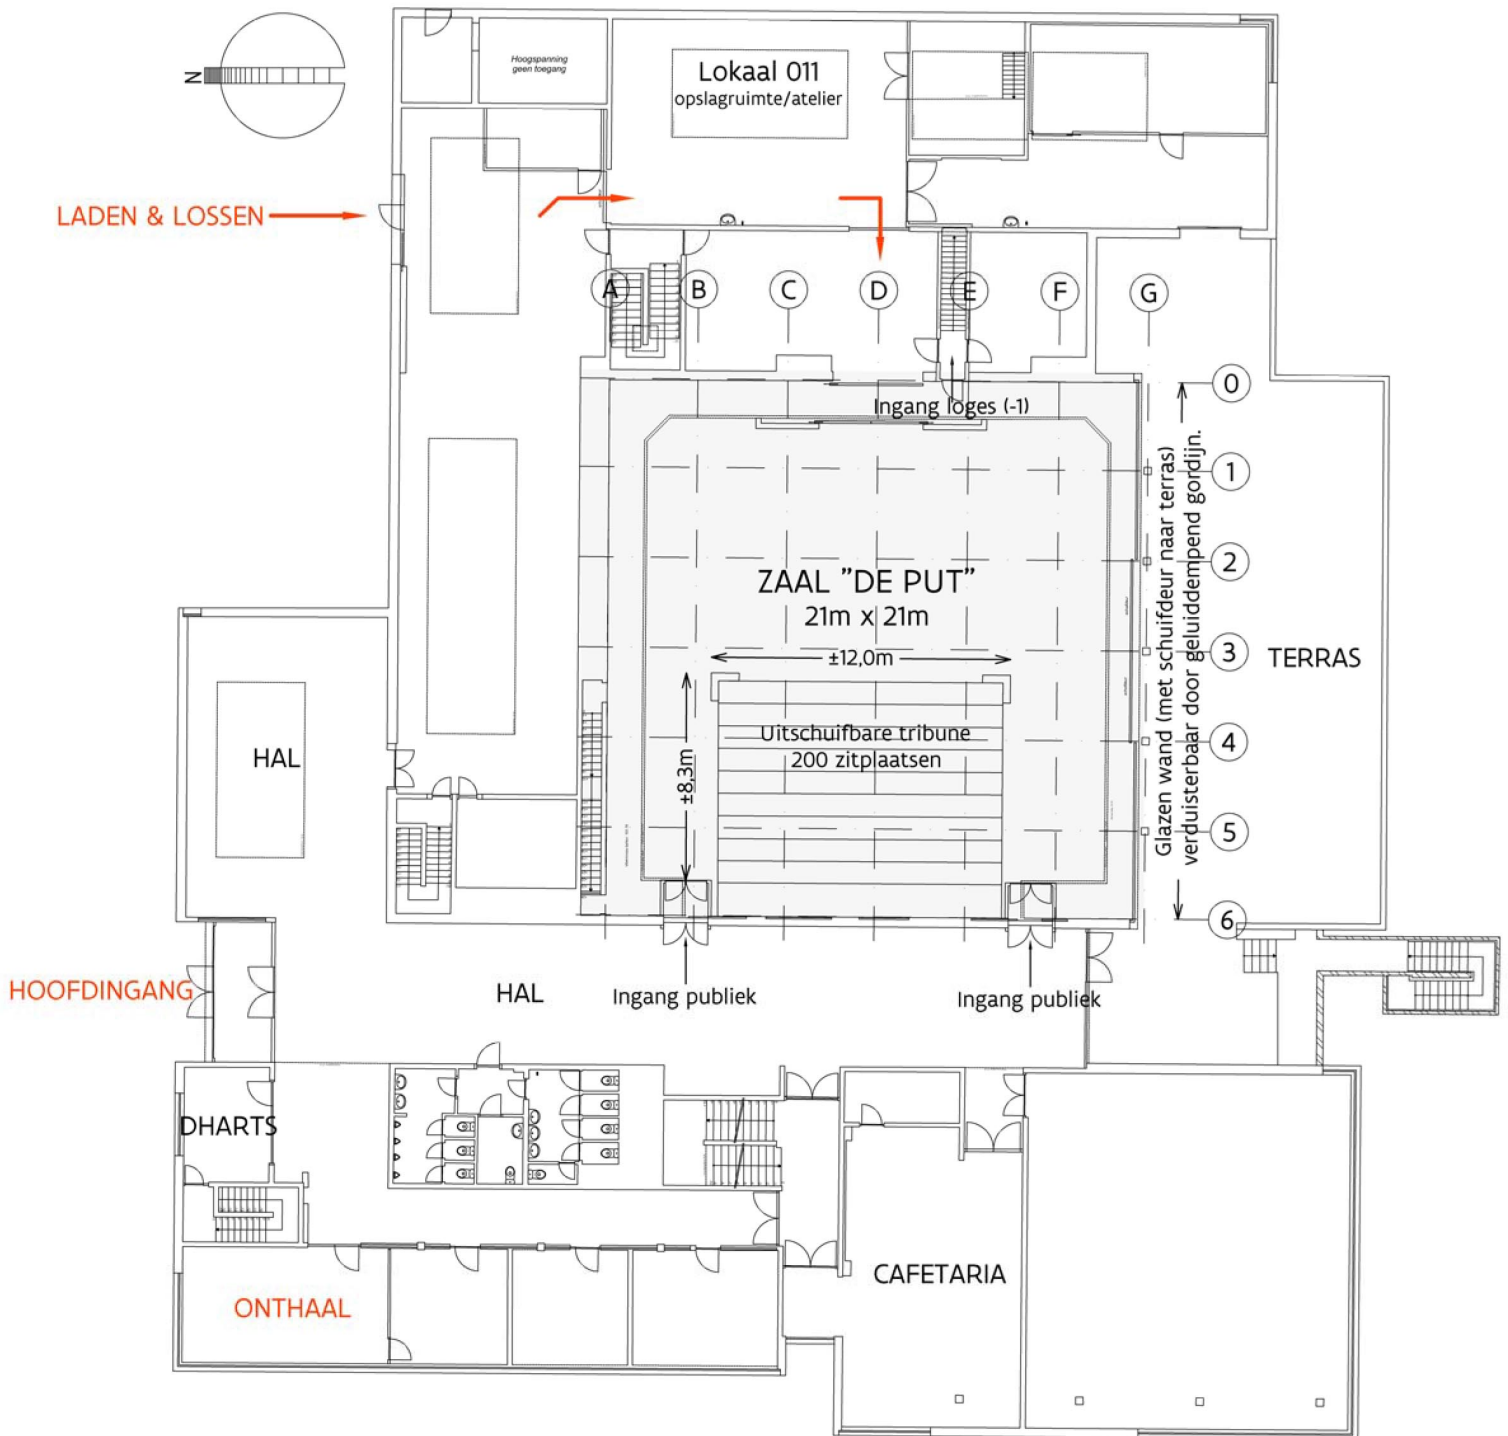 N
Hoogspanning
geen toegang
Lokaal 011
opslagruimte/atelier
LADEN & LOSSEN
A
B
C
D
E
F
G
0
Ingang loges (-1)
1
2
3
4
5
6
Glazen wand (met schuifdeur naar terras)
verduisterbaar door geluiddempend gordijn.
ZAAL "DE PUT"
21m x 21m
±12,0m
TERRAS
Uitschuifbare tribune
200 zitplaatsen
±8,3m
HAL
HOOFDINGANG
HAL
Ingang publiek
Ingang publiek
DHARTS
CAFETARIA
ONTHAAL